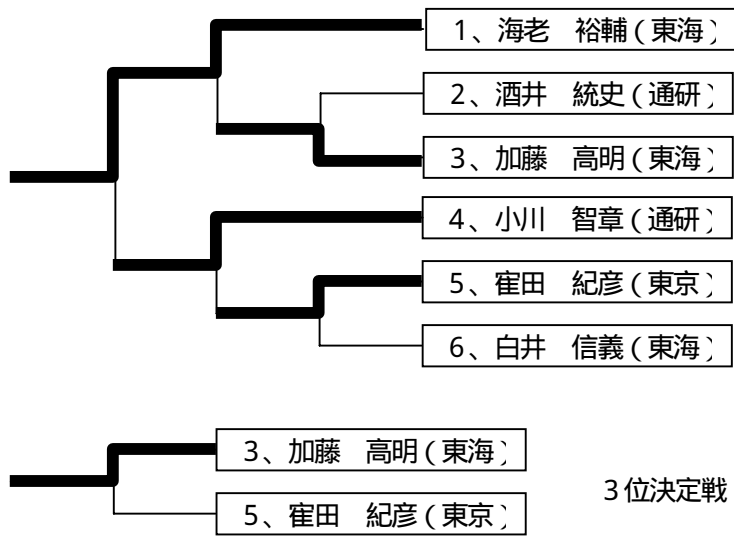 1、海老　裕輔(東海)
2、酒井　統史(通研)
3、加藤　高明(東海)
4、小川　智章(通研)
5、寉田　紀彦(東京)
6、白井　信義(東海)
3、加藤　高明(東海)
3位決定戦
5、寉田　紀彦(東京)